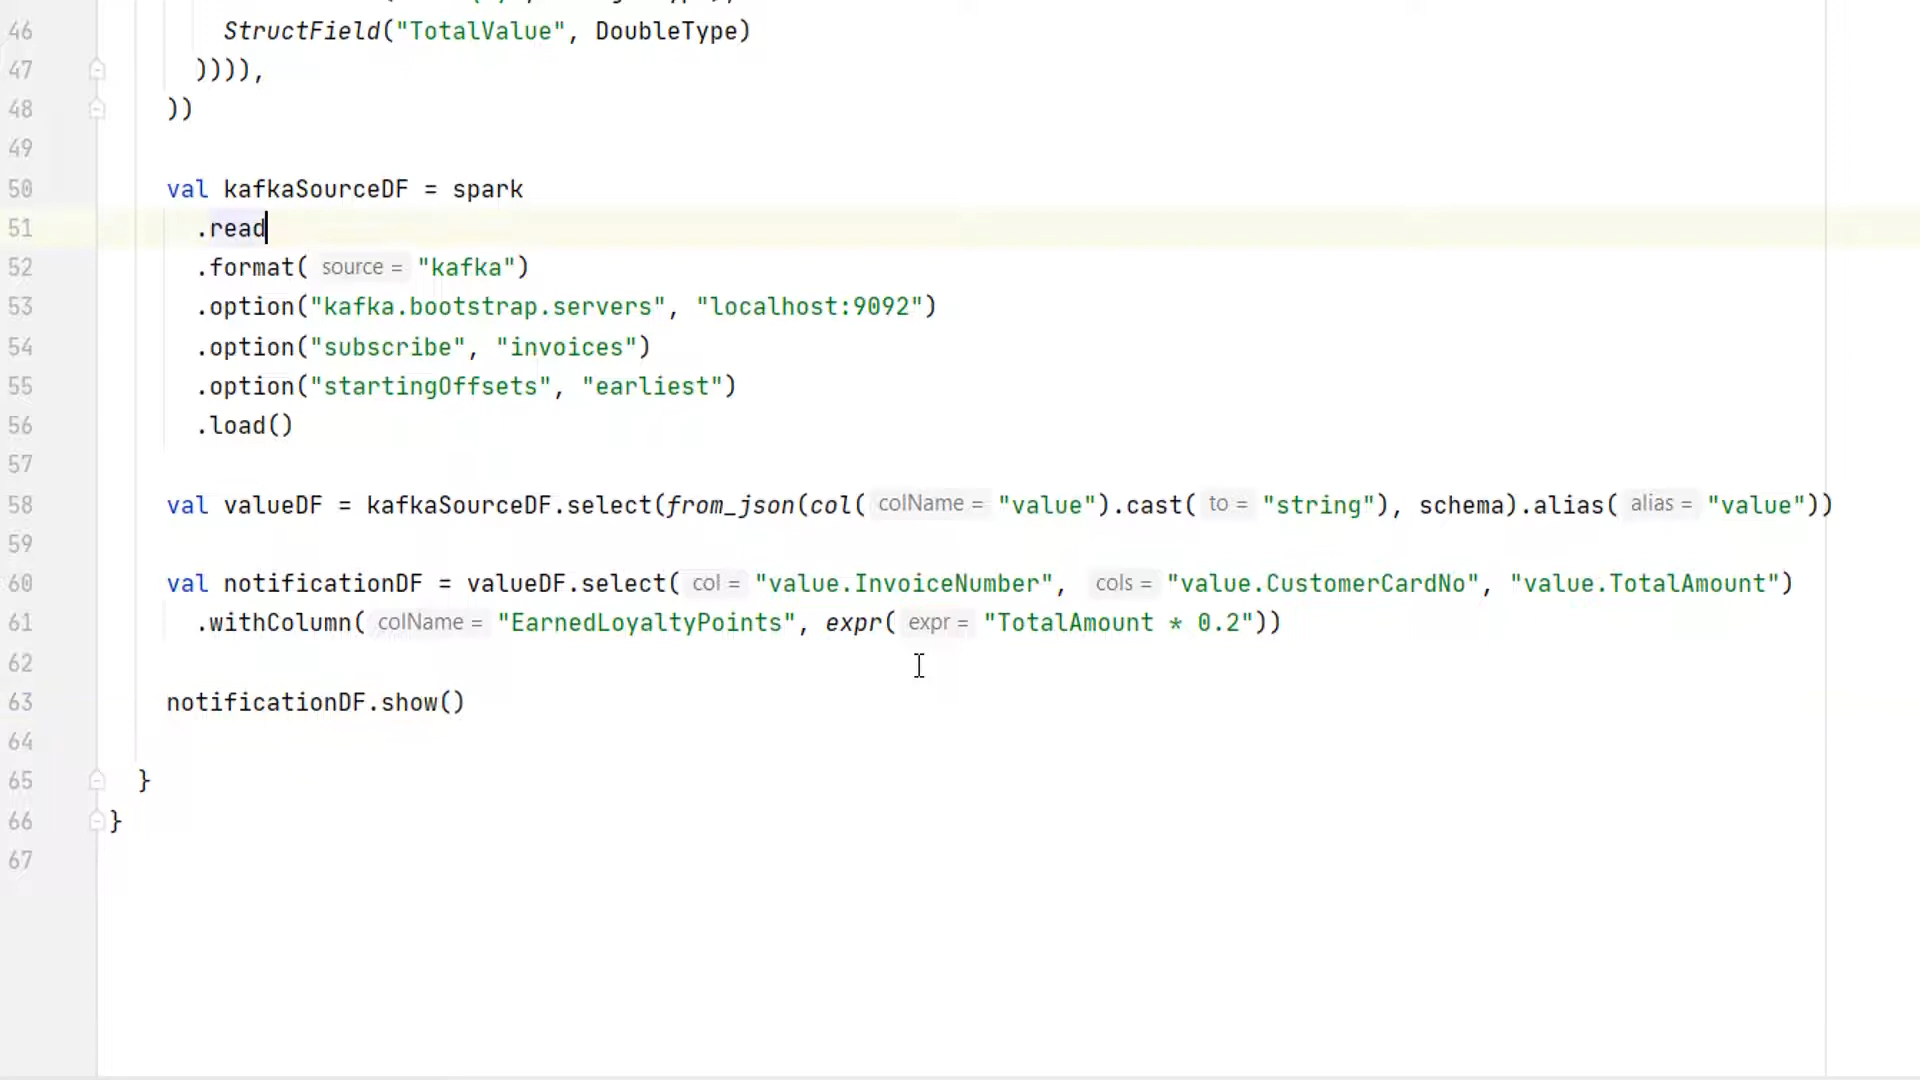 46 StructField("TotalValue", DoubleType)
47 )))),
48 ))
49
50 val kafkaSourceDF = spark
51 .read
52 .format( source = "kafka")
53 .option("kafka.bootstrap.servers", "localhost:9092")
54 .option("subscribe", "invoices")
55 .option("startingOffsets", "earliest")
56 .load()
57
58 val valueDF = kafkaSourceDF.select(from_json(col( colName = "value").cast( to = "string"), schema).alias( alias = "value"))
59
60 val notificationDF = valueDF.select( col = "value.InvoiceNumber", cols = "value.CustomerCardNo", "value.TotalAmount")
61 .withColumn( colName = "EarnedLoyaltyPoints", expr( expr = "TotalAmount * 0.2"))
62
63 notificationDF.show()
64
65 }
66 }
67